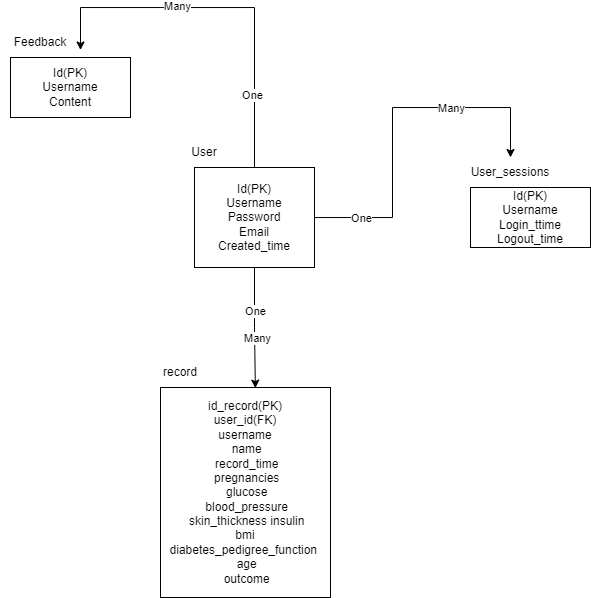 Many
Feedback
Id(PK)
Username
Content
One
User
Id(PK)
Username
Password
Email
Created_time
One
Many
User_sessions
Id(PK)
Username
Login_ttime
Logout_time
One
Many
record
id_record(PK)
user_id(FK)
username
name
record_time
pregnancies
glucose
blood_pressure
skin_thickness insulin
bmi
diabetes_pedigree_function
age
outcome